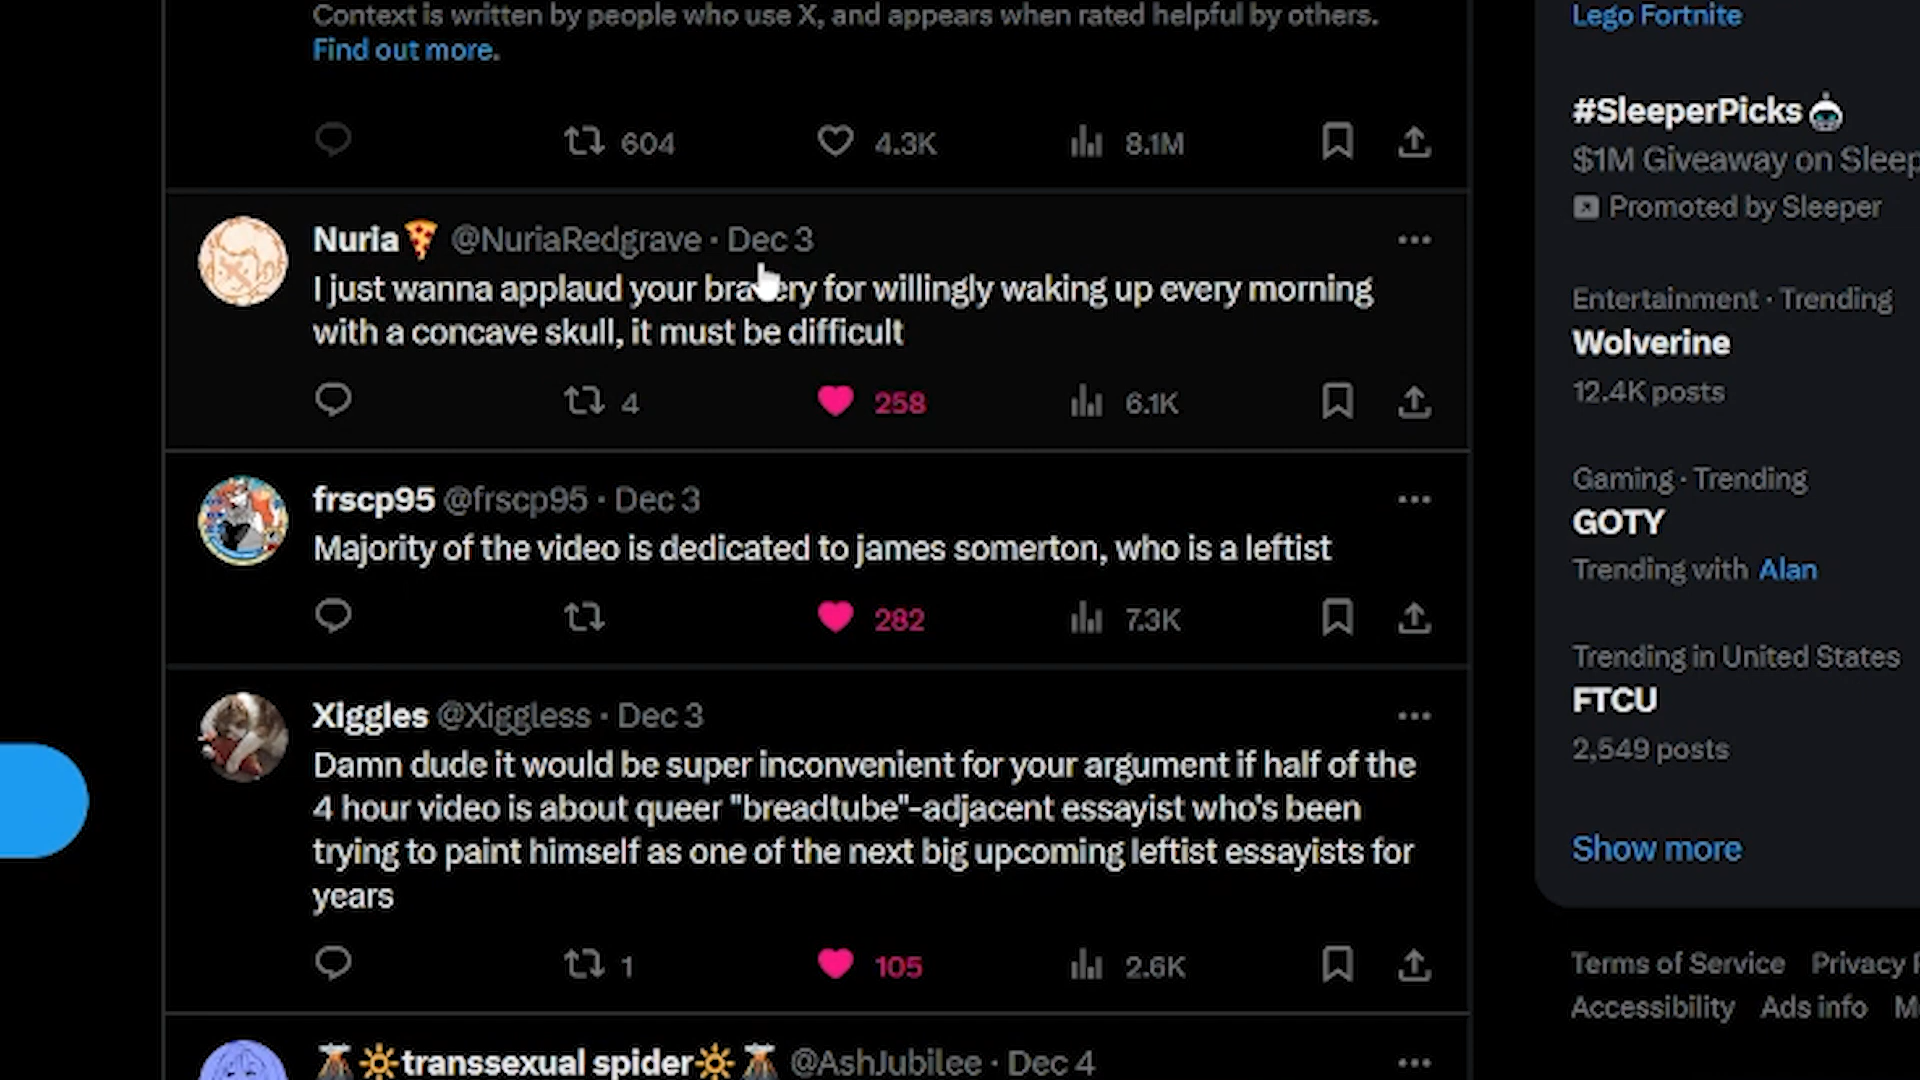 Context is written by people who use X, and appears when rated helpful by others.
Find out more.
604 4.3K 8.1M
Nuria🍕 @NuriaRedgrave · Dec 3
I just wanna applaud your bravery for willingly waking up every morning
with a concave skull, it must be difficult
4 258 6.1K
frscp95 @frscp95 · Dec 3
Majority of the video is dedicated to james somerton, who is a leftist
282 7.3K
Xiggles @Xiggless · Dec 3
Damn dude it would be super inconvenient for your argument if half of the
4 hour video is about queer "breadtube"-adjacent essayist who's been
trying to paint himself as one of the next big upcoming leftist essayists for
years
1 105 2.6K
🌋🔆transsexual spider🔆🌋 @AshJubilee · Dec 4
Lego Fortnite
#SleeperPicks
$1M Giveaway on Sleep
Promoted by Sleeper
Entertainment · Trending
Wolverine
12.4K posts
Gaming · Trending
GOTY
Trending with Alan
Trending in United States
FTCU
2,549 posts
Show more
Terms of Service Privacy
Accessibility Ads info